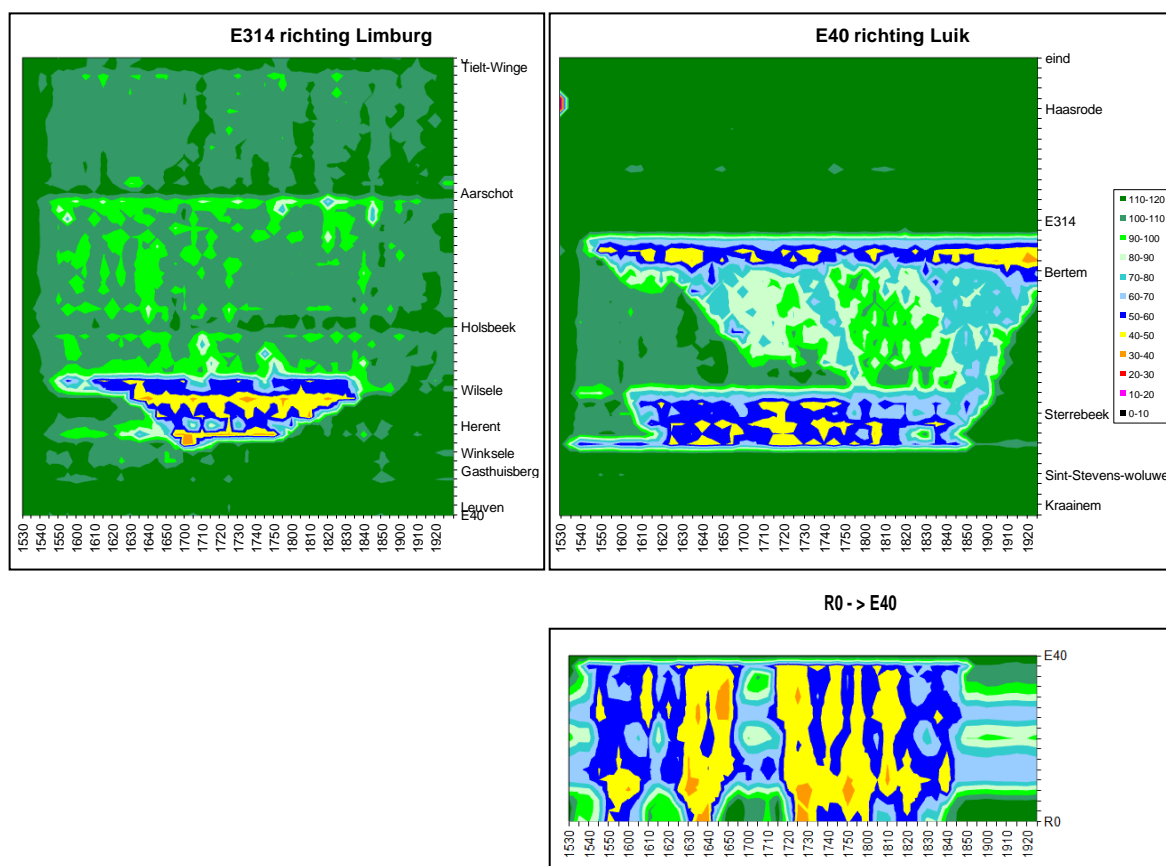 E314 richting Limburg
Tielt-Winge
Aarschot
Holsbeek
Wilsele
Herent
Winksele
Gasthuisberg
Leuven
E40
1530 1540 1550 1600 1610 1620 1630 1640 1650 1700 1710 1720 1730 1740 1750 1800 1810 1820 1830 1840 1850 1900 1910 1920
E40 richting Luik
eind
Haasrode
E314
Bertem
Sterrebeek
Sint-Stevens-woluwe
Kraainem
1530 1540 1550 1600 1610 1620 1630 1640 1650 1700 1710 1720 1730 1740 1750 1800 1810 1820 1830 1840 1850 1900 1910 1920
110-120
100-110
90-100
80-90
70-80
60-70
50-60
40-50
30-40
20-30
10-20
0-10
R0 - > E40
E40
R0
1530 1540 1550 1600 1610 1620 1630 1640 1650 1700 1710 1720 1730 1740 1750 1800 1810 1820 1830 1840 1850 1900 1910 1920